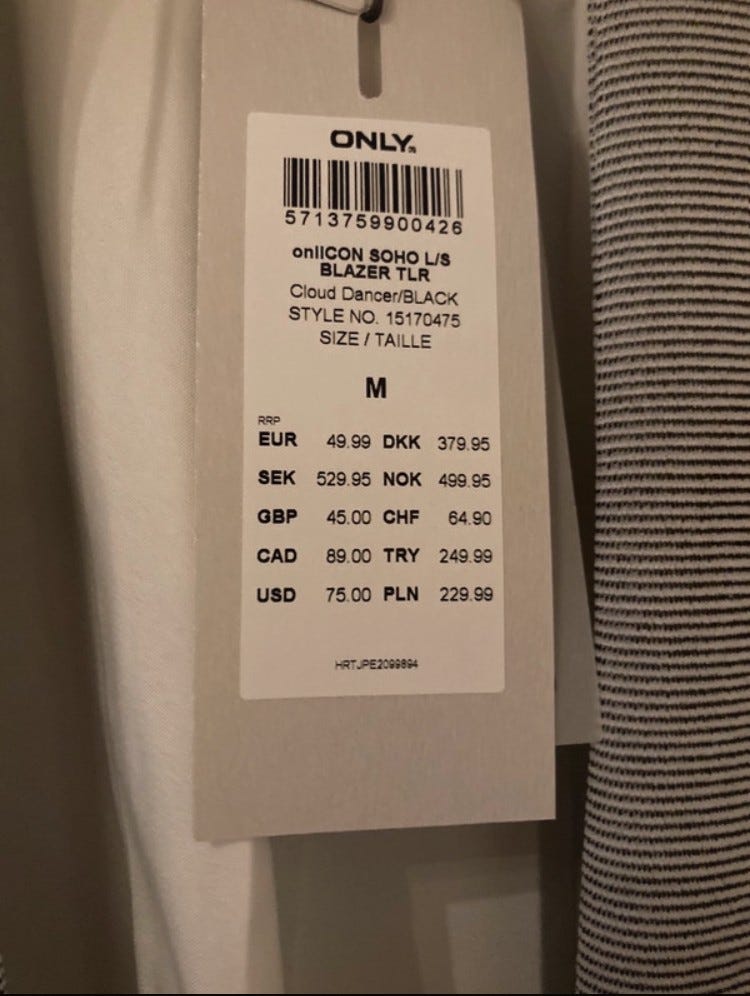 ONLY
5713759900426
onlICON SOHO L/S
BLAZER TLR
Cloud Dancer/BLACK
STYLE NO. 15170475
SIZE / TAILLE
M
RRP
EUR 49.99 DKK 379.95
SEK 529.95 NOK 499.95
GBP 45.00 CHF 64.90
CAD 89.00 TRY 249.99
USD 75.00 PLN 229.99
HRTJPE2099894